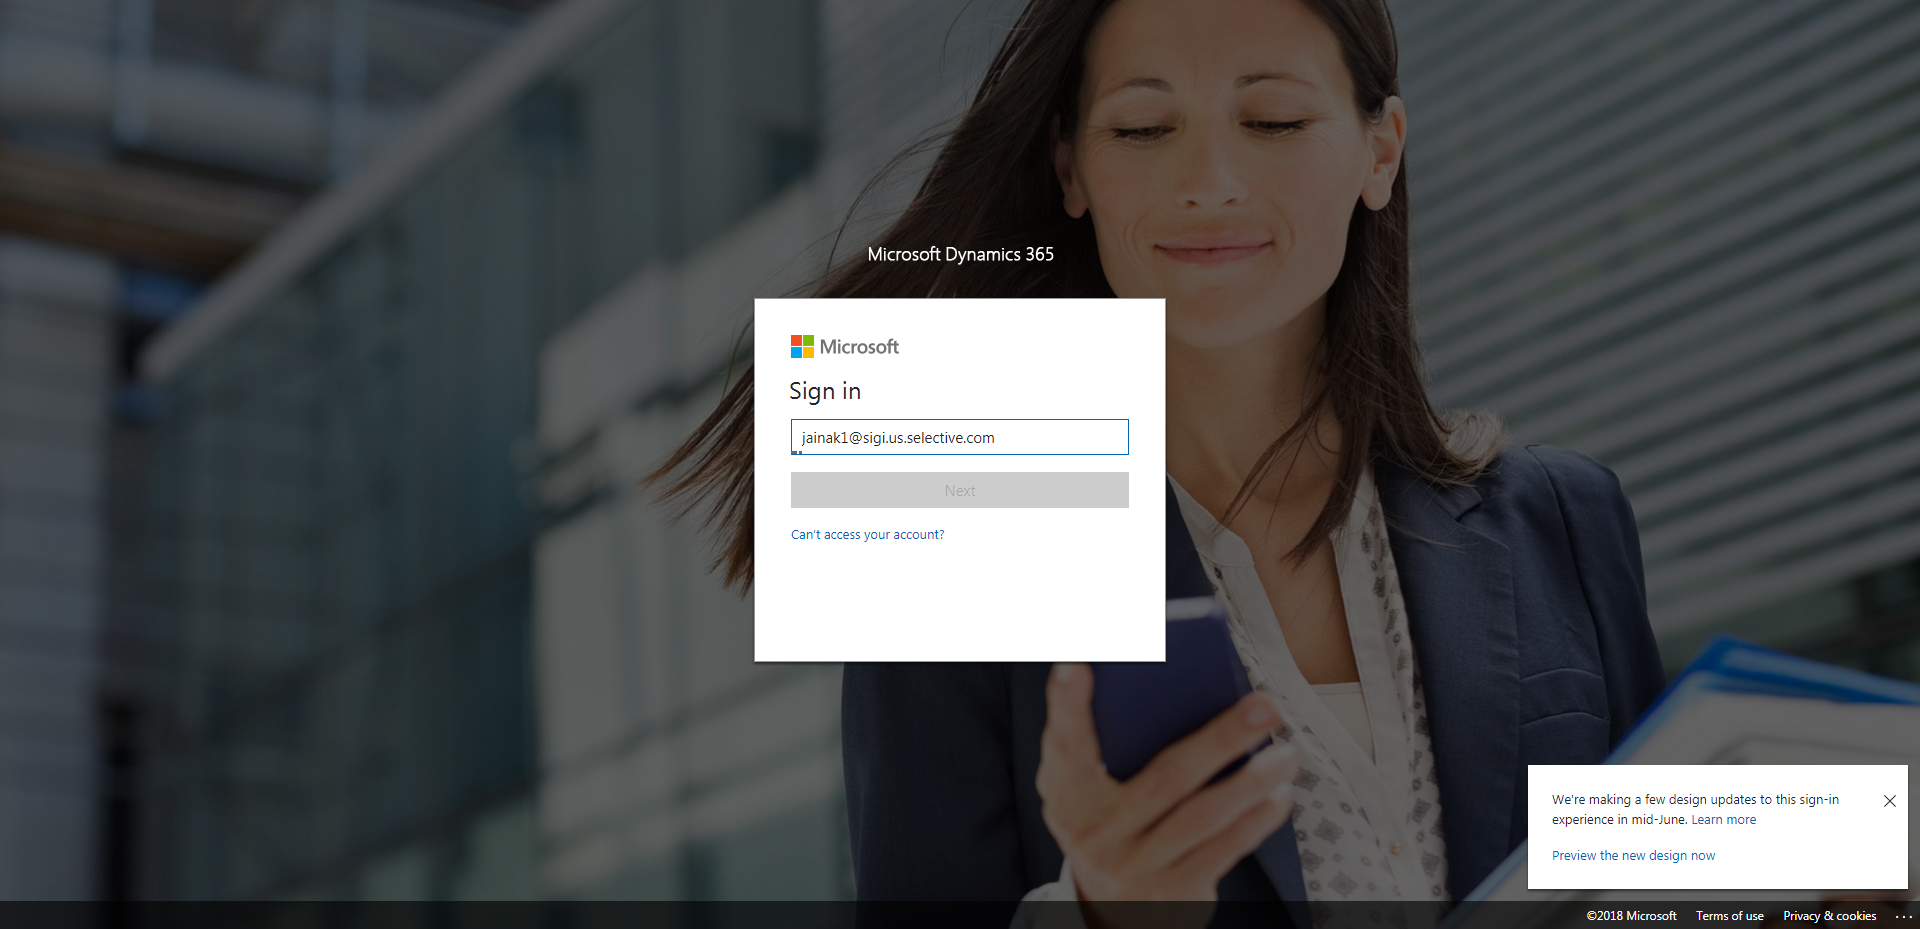 Microsoft Dynamics 365
Microsoft
Sign in
jainak1@sigi.us.selective.com
Next
Can't access your account?
We're making a few design updates to this sign-in
experience in mid-June. Learn more
Preview the new design now
©2018 Microsoft Terms of use Privacy & cookies ...